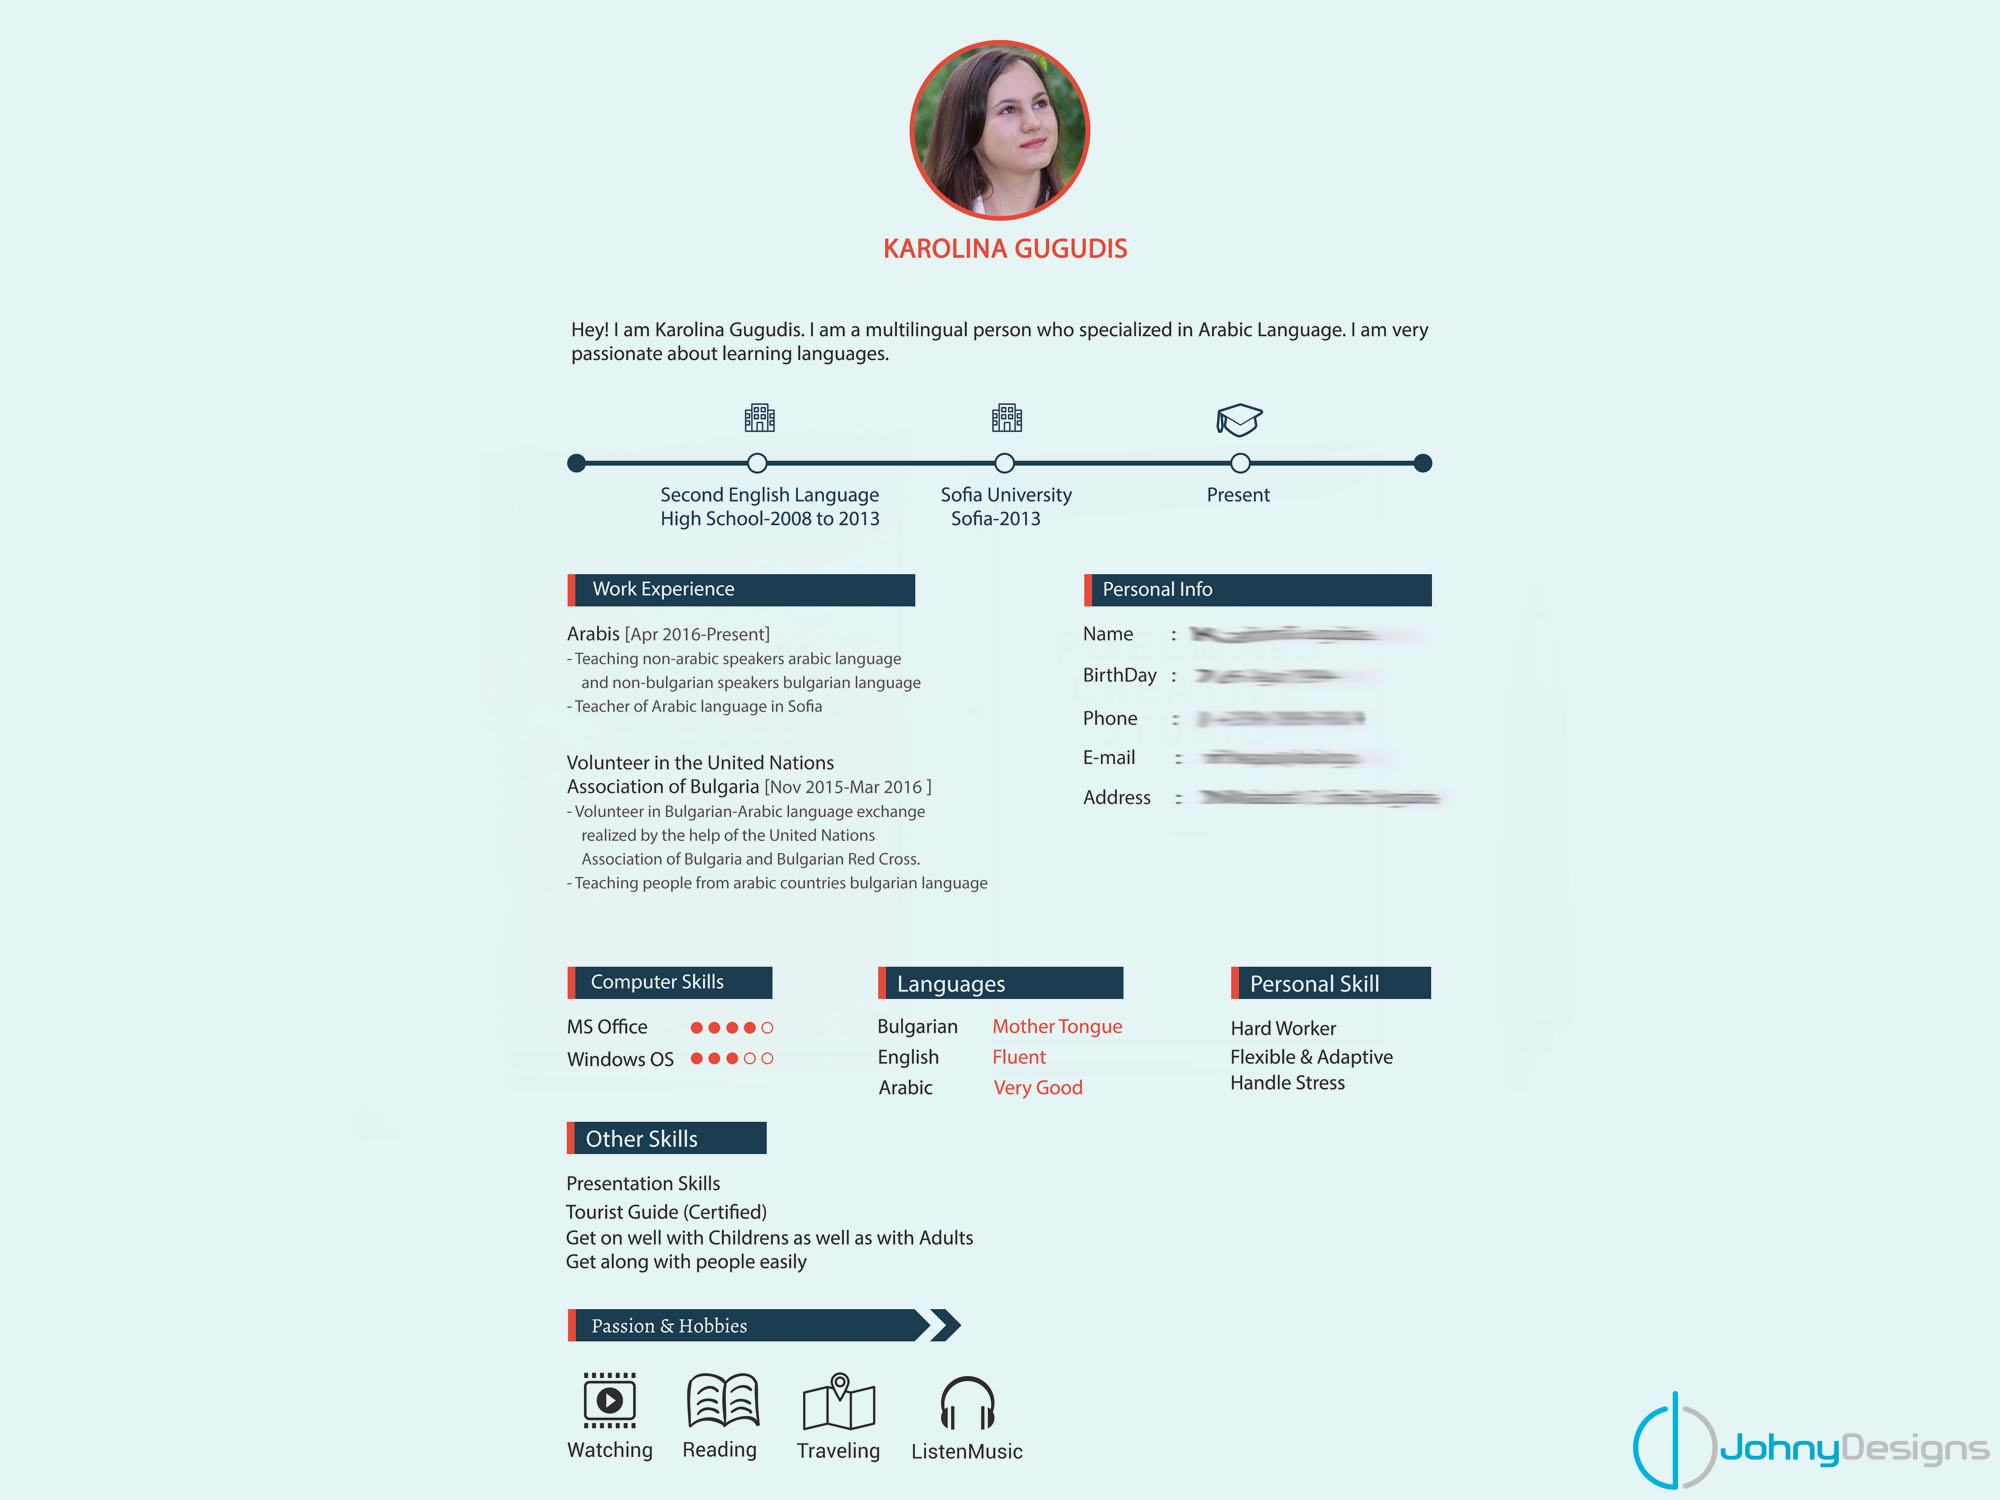 KAROLINA GUGUDIS
Hey! I am Karolina Gugudis. I am a multilingual person who specialized in Arabic Language. I am very
passionate about learning languages.
Second English Language
High School-2008 to 2013
Sofia University
Sofia-2013
Present
Work Experience
Arabis [Apr 2016-Present]
- Teaching non-arabic speakers arabic language
and non-bulgarian speakers bulgarian language
- Teacher of Arabic language in Sofia
Volunteer in the United Nations
Association of Bulgaria [Nov 2015-Mar 2016 ]
- Volunteer in Bulgarian-Arabic language exchange
realized by the help of the United Nations
Association of Bulgaria and Bulgarian Red Cross.
- Teaching people from arabic countries bulgarian language
Personal Info
Name :
BirthDay :
Phone :
E-mail :
Address :
Computer Skills
MS Office
Windows OS
Languages
Bulgarian Mother Tongue
English Fluent
Arabic Very Good
Personal Skill
Hard Worker
Flexible & Adaptive
Handle Stress
Other Skills
Presentation Skills
Tourist Guide (Certified)
Get on well with Childrens as well as with Adults
Get along with people easily
Passion & Hobbies
Watching
Reading
Traveling
ListenMusic
JohnyDesigns